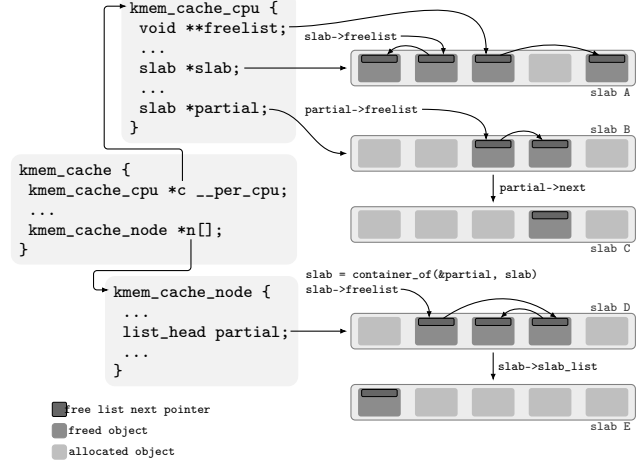 kmem_cache_cpu {
void **freelist;
...
slab *slab;
...
slab *partial;
}
slab->freelist
slab A
partial->freelist
slab B
partial->next
slab C
kmem_cache {
kmem_cache_cpu *c __per_cpu;
...
kmem_cache_node *n[];
}
kmem_cache_node {
...
list_head partial;
...
}
slab = container_of(&partial, slab)
slab->freelist
slab D
slab->slab_list
slab E
free list next pointer
freed object
allocated object